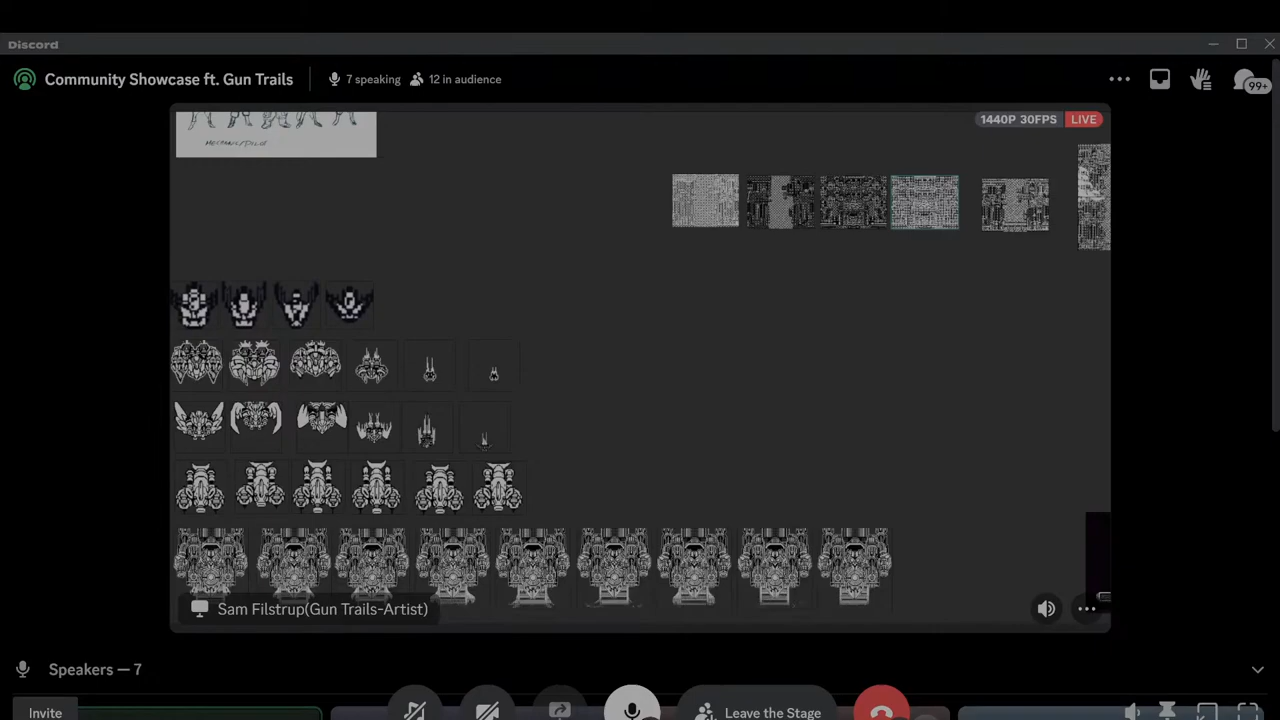 Discord
Community Showcase ft. Gun Trails
7 speaking
12 in audience
99+
1440P 30FPS
LIVE
Sam Filstrup(Gun Trails-Artist)
Speakers — 7
Invite
Leave the Stage